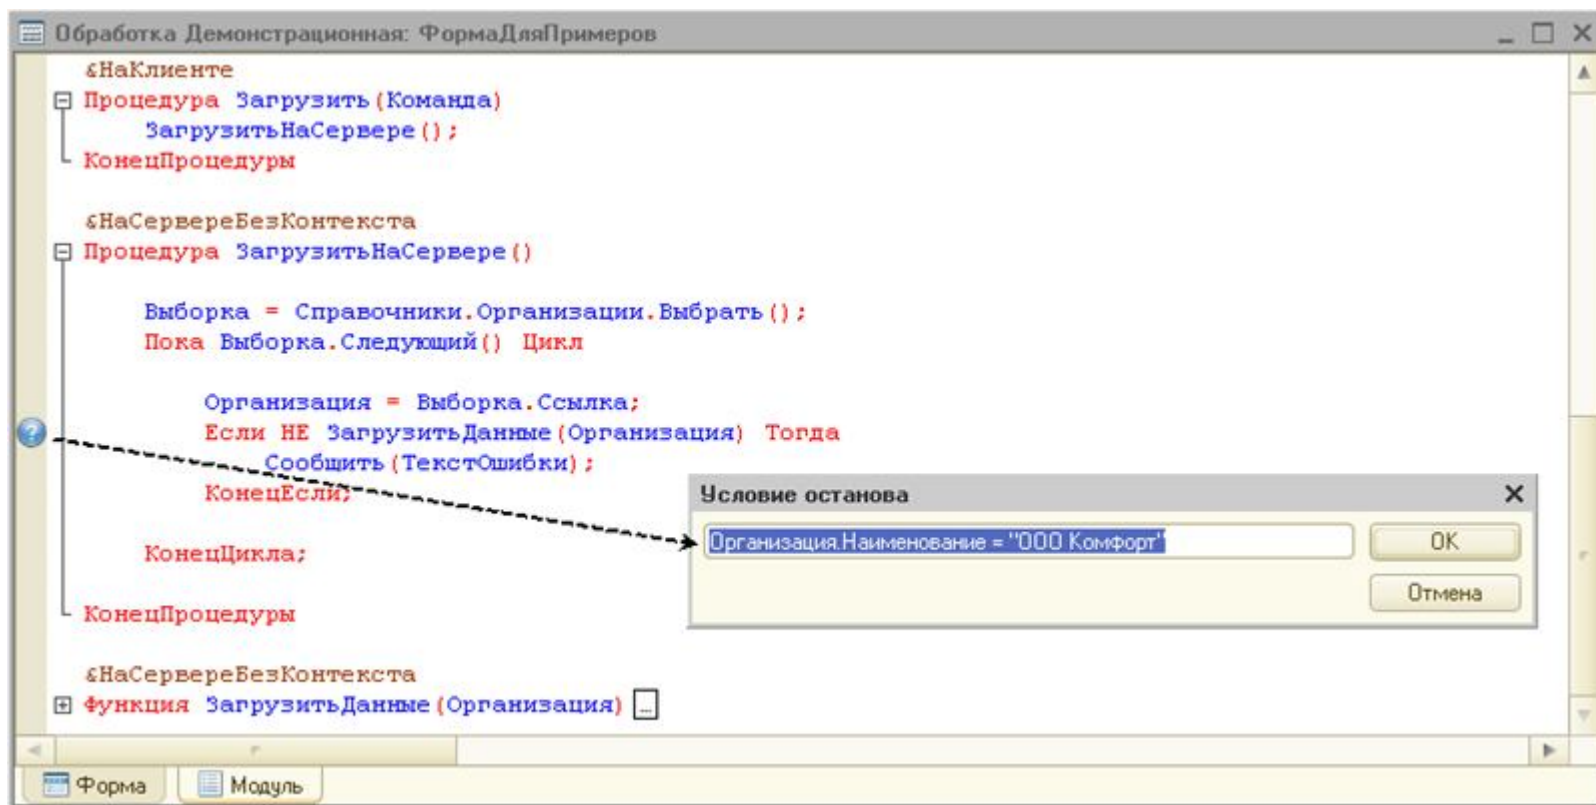 Обработка Демонстрационная: ФормаДляПримеров
&НаКлиенте
Процедура Загрузить(Команда)
ЗагрузитьНаСервере();
КонецПроцедуры
&НаСервереБезКонтекста
Процедура ЗагрузитьНаСервере()
Выборка = Справочники.Организации.Выбрать();
Пока Выборка.Следующий() Цикл
Организация = Выборка.Ссылка;
Если НЕ ЗагрузитьДанные(Организация) Тогда
Сообщить(ТекстОшибки);
КонецЕсли;
КонецЦикла;
КонецПроцедуры
&НаСервереБезКонтекста
Функция ЗагрузитьДанные(Организация) ...
Условие останова
Организация.Наименование = "ООО Комфорт"
OK
Отмена
Форма
Модуль